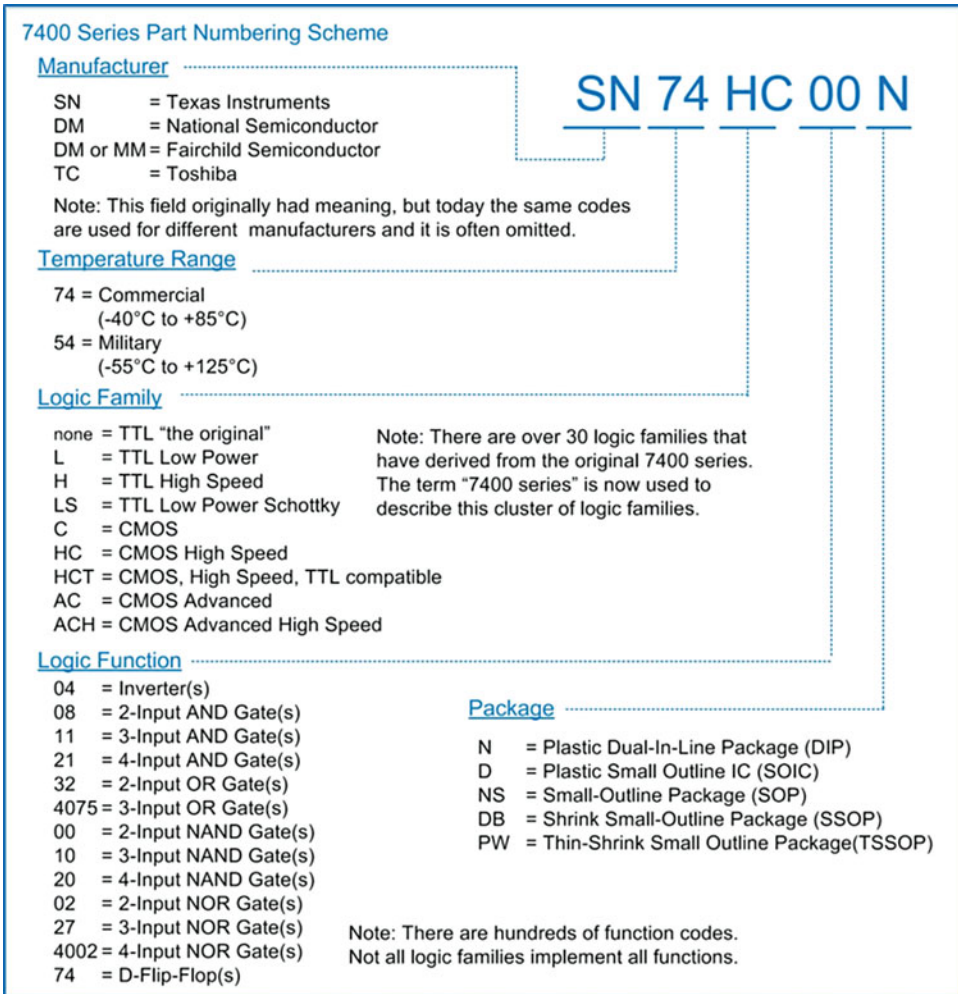 7400 Series Part Numbering Scheme
Manufacturer
SN 74 HC 00 N
SN = Texas Instruments
DM = National Semiconductor
DM or MM = Fairchild Semiconductor
TC = Toshiba
Note: This field originally had meaning, but today the same codes
are used for different manufacturers and it is often omitted.
Temperature Range
74 = Commercial
(-40°C to +85°C)
54 = Military
(-55°C to +125°C)
Logic Family
none = TTL “the original”
L = TTL Low Power
H = TTL High Speed
LS = TTL Low Power Schottky
C = CMOS
HC = CMOS High Speed
HCT = CMOS, High Speed, TTL compatible
AC = CMOS Advanced
ACH = CMOS Advanced High Speed
Note: There are over 30 logic families that
have derived from the original 7400 series.
The term “7400 series” is now used to
describe this cluster of logic families.
Logic Function
04 = Inverter(s)
08 = 2-Input AND Gate(s)
11 = 3-Input AND Gate(s)
21 = 4-Input AND Gate(s)
32 = 2-Input OR Gate(s)
4075 = 3-Input OR Gate(s)
00 = 2-Input NAND Gate(s)
10 = 3-Input NAND Gate(s)
20 = 4-Input NAND Gate(s)
02 = 2-Input NOR Gate(s)
27 = 3-Input NOR Gate(s)
4002 = 4-Input NOR Gate(s)
74 = D-Flip-Flop(s)
Package
N = Plastic Dual-In-Line Package (DIP)
D = Plastic Small Outline IC (SOIC)
NS = Small-Outline Package (SOP)
DB = Shrink Small-Outline Package (SSOP)
PW = Thin-Shrink Small Outline Package(TSSOP)
Note: There are hundreds of function codes.
Not all logic families implement all functions.